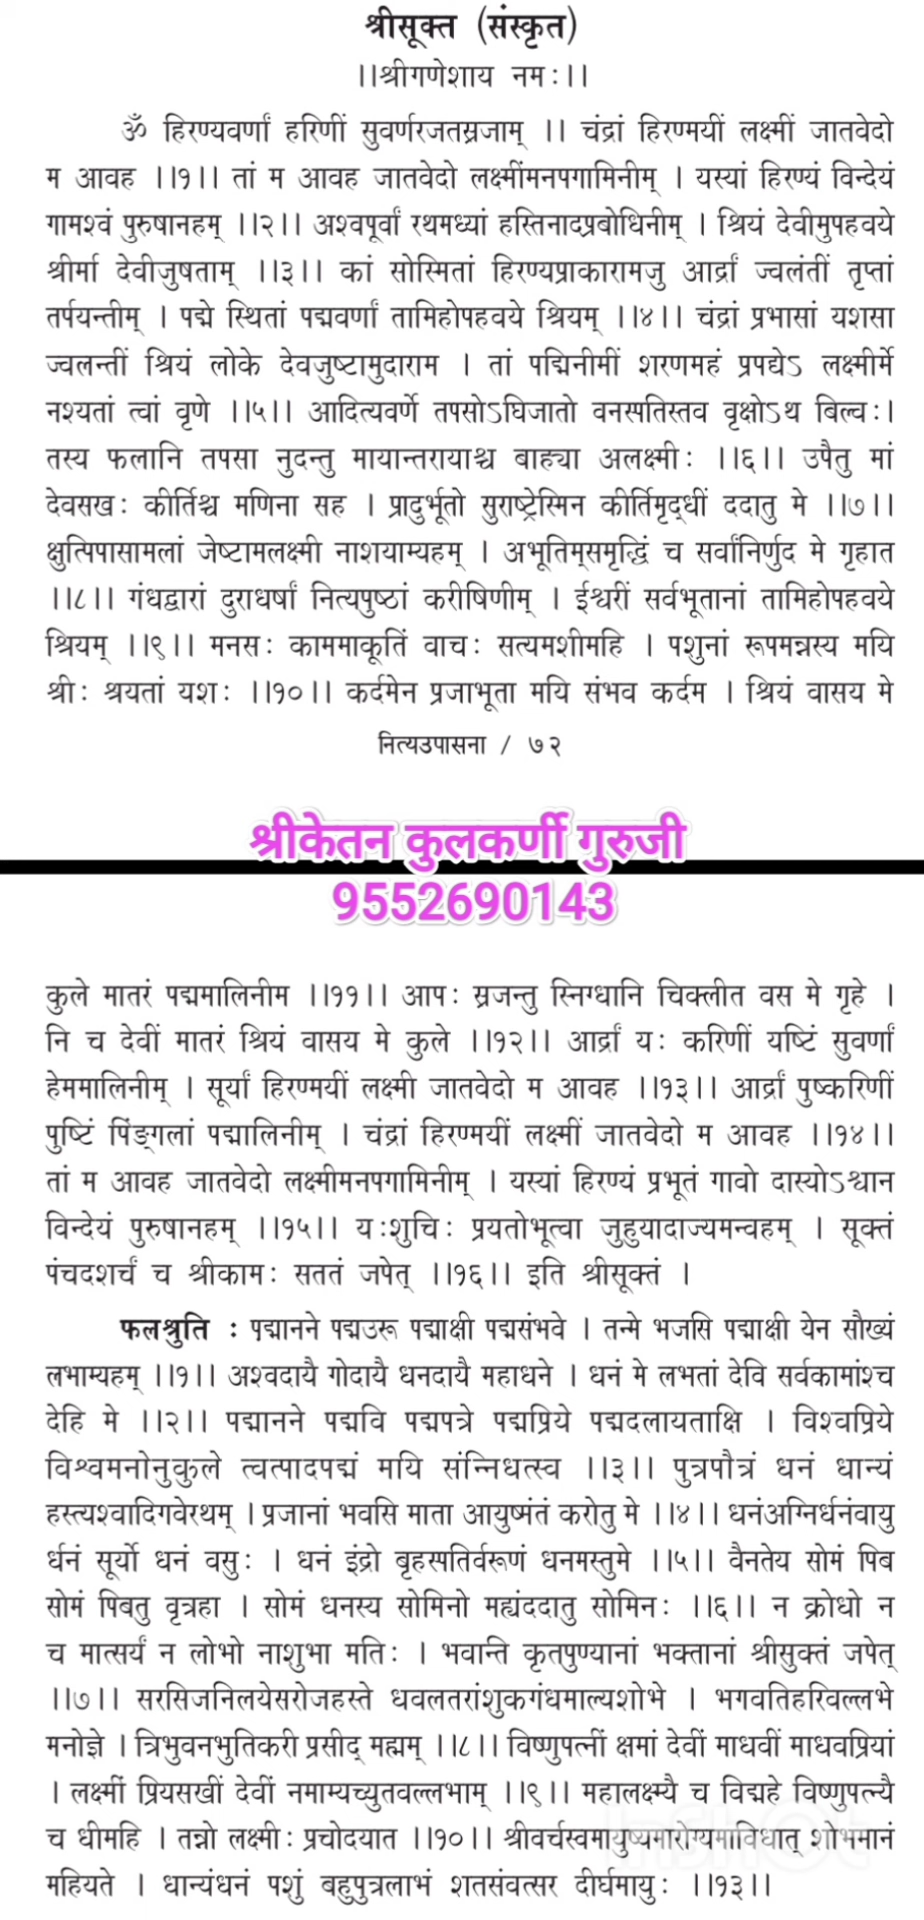 श्रीसूक्त (संस्कृत)
।।श्रीगणेशाय नमः।।
ॐ हिरण्यवर्णां हरिणीं सुवर्णरजतस्रजाम् ।। चंद्रां हिरण्मयीं लक्ष्मीं जातवेदो
म आवह ।।१।। तां म आवह जातवेदो लक्ष्मींमनपगामिनीम् । यस्यां हिरण्यं विन्देयं
गामश्वं पुरुषानहम् ।।२।। अश्वपूर्वां रथमध्यां हस्तिनादप्रबोधिनीम् । श्रियं देवीमुपहवये
श्रीर्मा देवीजुषताम् ।।३।। कां सोस्मितां हिरण्यप्राकारामजु आर्द्रां ज्वलंतीं तृप्तां
तर्पयन्तीम् । पद्मे स्थितां पद्मवर्णां तामिहोपहवये श्रियम् ।।४।। चंद्रां प्रभासां यशसा
ज्वलन्तीं श्रियं लोके देवजुष्टामुदाराम । तां पद्मिनीमीं शरणमहं प्रपद्येऽ लक्ष्मीर्मे
नश्यतां त्वां वृणे ।।५।। आदित्यवर्णे तपसोऽघिजातो वनस्पतिस्तव वृक्षोऽथ बिल्वः।
तस्य फलानि तपसा नुदन्तु मायान्तरायाश्च बाह्या अलक्ष्मीः ।।६।। उपैतु मां
देवसखः कीर्तिश्च मणिना सह । प्रादुर्भूतो सुराष्ट्रेस्मिन कीर्तिमृद्धीं ददातु मे ।।७।।
क्षुत्पिपासामलां जेष्टामलक्ष्मी नाशयाम्यहम् । अभूतिम्समृद्धिं च सर्वांनिर्णुद मे गृहात
।।८।। गंधद्वारां दुराधर्षां नित्यपुष्ठां करीषिणीम् । ईश्वरीं सर्वभूतानां तामिहोपहवये
श्रियम् ।।९।। मनसः काममाकूतिं वाचः सत्यमशीमहि । पशुनां रूपमन्नस्य मयि
श्रीः श्रयतां यशः ।।१०।। कर्दमेन प्रजाभूता मयि संभव कर्दम । श्रियं वासय मे
नित्यउपासना / ७२
श्रीकेतन कुलकर्णी गुरुजी
9552690143
कुले मातरं पद्ममालिनीम ।।११।। आपः स्रजन्तु स्निग्धानि चिक्लीत वस मे गृहे ।
नि च देवीं मातरं श्रियं वासय मे कुले ।।१२।। आर्द्रां यः करिणीं यष्टिं सुवर्णां
हेममालिनीम् । सूर्यां हिरण्मयीं लक्ष्मी जातवेदो म आवह ।।१३।। आर्द्रां पुष्करिणीं
पुष्टिं पिंङ्गलां पद्मालिनीम् । चंद्रां हिरण्मयीं लक्ष्मीं जातवेदो म आवह ।।१४।।
तां म आवह जातवेदो लक्ष्मीमनपगामिनीम् । यस्यां हिरण्यं प्रभूतं गावो दास्योऽश्वान
विन्देयं पुरुषानहम् ।।१५।। यःशुचिः प्रयतोभूत्वा जुहुयादाज्यमन्वहम् । सूक्तं
पंचदशर्चं च श्रीकामः सततं जपेत् ।।१६।। इति श्रीसूक्तं ।
फलश्रुति : पद्मानने पद्मउरू पद्माक्षी पद्मसंभवे । तन्मे भजसि पद्माक्षी येन सौख्यं
लभाम्यहम् ।।१।। अश्वदायै गोदायै धनदायै महाधने । धनं मे लभतां देवि सर्वकामांश्च
देहि मे ।।२।। पद्मानने पद्मवि पद्मपत्रे पद्मप्रिये पद्मदलायताक्षि । विश्वप्रिये
विश्वमनोनुकुले त्वत्पादपद्मं मयि संन्निधत्स्व ।।३।। पुत्रपौत्रं धनं धान्यं
हस्त्यश्वादिगवेरथम् । प्रजानां भवसि माता आयुष्मंतं करोतु मे ।।४।। धनंअग्निर्धनंवायु
र्धनं सूर्यो धनं वसुः । धनं इंद्रो बृहस्पतिर्वरूणं धनमस्तुमे ।।५।। वैनतेय सोमं पिब
सोमं पिबतु वृत्रहा । सोमं धनस्य सोमिनो मह्यंददातु सोमिनः ।।६।। न क्रोधो न
च मात्सर्यं न लोभो नाशुभा मतिः । भवान्ति कृतपुण्यानां भक्तानां श्रीसुक्तं जपेत्
।।७।। सरसिजनिलयेसरोजहस्ते धवलतरांशुकगंधमाल्यशोभे । भगवतिहरिवल्लभे
मनोज्ञे । त्रिभुवनभुतिकरी प्रसीद् मह्मम् ।।८।। विष्णुपत्नीं क्षमां देवीं माधवीं माधवप्रियां
। लक्ष्मीं प्रियसखीं देवीं नमाम्यच्युतवल्लभाम् ।।९।। महालक्ष्म्यै च विद्महे विष्णुपत्न्यै
च धीमहि । तन्नो लक्ष्मीः प्रचोदयात ।।१०।। श्रीवर्चस्वमायुष्यमारोग्यमाविधात् शोभमानं
महियते । धान्यंधनं पशुं बहुपुत्रलाभं शतसंवत्सर दीर्घमायुः ।।१३।।
InShOt